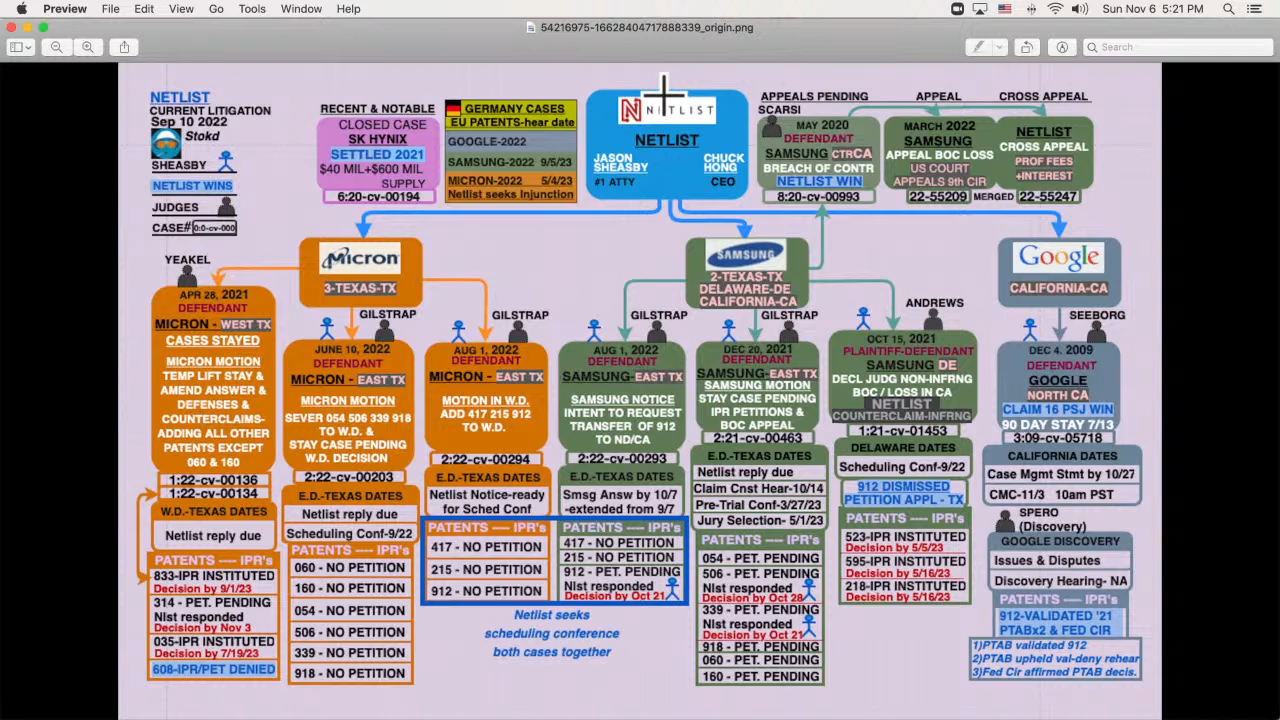 Preview File Edit View Go Tools Window Help
Sun Nov 6 5:21 PM
54216975-16628404717888339_origin.png
Search
NETLIST
CURRENT LITIGATION
Sep 10 2022
Stokd
SHEASBY
NETLIST WINS
JUDGES
CASE# 0:0-cv-000
RECENT & NOTABLE
CLOSED CASE
SK HYNIX
SETTLED 2021
$40 MIL+$600 MIL
SUPPLY
6:20-cv-00194
GERMANY CASES
EU PATENTS-hear date
GOOGLE-2022
SAMSUNG-2022 9/5/23
MICRON-2022 5/4/23
Netlist seeks Injunction
NETLIST
NETLIST
JASON
SHEASBY
#1 ATTY
CHUCK
HONG
CEO
APPEALS PENDING
SCARSI
MAY 2020
DEFENDANT
SAMSUNG CTRCA
BREACH OF CONTR
NETLIST WIN
8:20-cv-00993
APPEAL
MARCH 2022
SAMSUNG
APPEAL BOC LOSS
US COURT
APPEALS 9th CIR
22-55209
MERGED
CROSS APPEAL
NETLIST
CROSS APPEAL
PROF FEES
+INTEREST
22-55247
Micron
3-TEXAS-TX
SAMSUNG
2-TEXAS-TX
DELAWARE-DE
CALIFORNIA-CA
Google
CALIFORNIA-CA
YEAKEL
APR 28, 2021
DEFENDANT
MICRON - WEST TX
CASES STAYED
MICRON MOTION
TEMP LIFT STAY &
AMEND ANSWER &
DEFENSES &
COUNTERCLAIMS-
ADDING ALL OTHER
PATENTS EXCEPT
060 & 160
1:22-cv-00136
1:22-cv-00134
W.D.-TEXAS DATES
Netlist reply due
PATENTS ---- IPR's
833-IPR INSTITUTED
Decision by 9/1/23
314 - PET. PENDING
Nlst responded
Decision by Nov 3
035-IPR INSTITUTED
Decision by 7/19/23
608-IPR/PET DENIED
GILSTRAP
JUNE 10, 2022
DEFENDANT
MICRON - EAST TX
MICRON MOTION
SEVER 054 506 339 918
TO W.D. &
STAY CASE PENDING
W.D. DECISION
2:22-cv-00203
E.D.-TEXAS DATES
Netlist reply due
Scheduling Conf-9/22
PATENTS ---- IPR's
060 - NO PETITION
160 - NO PETITION
054 - NO PETITION
506 - NO PETITION
339 - NO PETITION
918 - NO PETITION
GILSTRAP
AUG 1, 2022
DEFENDANT
MICRON - EAST TX
MOTION IN W.D.
ADD 417 215 912
TO W.D.
2:22-cv-00294
E.D.-TEXAS DATES
Netlist Notice-ready
for Sched Conf
PATENTS ---- IPR's
417 - NO PETITION
215 - NO PETITION
912 - NO PETITION
GILSTRAP
AUG 1, 2022
DEFENDANT
SAMSUNG-EAST TX
SAMSUNG NOTICE
INTENT TO REQUEST
TRANSFER OF 912
TO ND/CA
2:22-cv-00293
E.D.-TEXAS DATES
Smsg Answ by 10/7
-extended from 9/7
PATENTS ---- IPR's
417 - NO PETITION
215 - NO PETITION
912 - PET. PENDING
Nlst responded
Decision by Oct 21
Netlist seeks
scheduling conference
both cases together
GILSTRAP
DEC 20, 2021
DEFENDANT
SAMSUNG-EAST TX
SAMSUNG MOTION
STAY CASE PENDING
IPR PETITIONS &
BOC APPEAL
2:21-cv-00463
E.D.-TEXAS DATES
Netlist reply due
Claim Cnst Hear-10/14
Pre-Trial Conf-3/27/23
Jury Selection- 5/1/23
PATENTS ---- IPR's
054 - PET. PENDING
506 - PET. PENDING
Nlst responded
Decision by Oct 28
339 - PET. PENDING
Nlst responded
Decision by Oct 21
918 - PET. PENDING
060 - PET. PENDING
160 - PET. PENDING
ANDREWS
OCT 15, 2021
PLAINTIFF-DEFENDANT
SAMSUNG DE
DECL JUDG NON-INFRNG
BOC / LOSS IN CA
NETLIST
COUNTERCLAIM-INFRNG
1:21-cv-01453
DELAWARE DATES
Scheduling Conf-9/22
912 DISMISSED
PETITION APPL - TX
PATENTS ---- IPR's
523-IPR INSTITUTED
Decision by 5/5/23
595-IPR INSTITUTED
Decision by 5/16/23
218-IPR INSTITUTED
Decision by 5/16/23
SEEBORG
DEC 4. 2009
DEFENDANT
GOOGLE
NORTH CA
CLAIM 16 PSJ WIN
90 DAY STAY 7/13
3:09-cv-05718
CALIFORNIA DATES
Case Mgmt Stmt by 10/27
CMC-11/3 10am PST
SPERO
(Discovery)
GOOGLE DISCOVERY
Issues & Disputes
Discovery Hearing- NA
PATENTS ---- IPR's
912-VALIDATED '21
PTABx2 & FED CIR
1)PTAB validated 912
2)PTAB upheld val-deny rehear
3)Fed Cir affirmed PTAB decis.